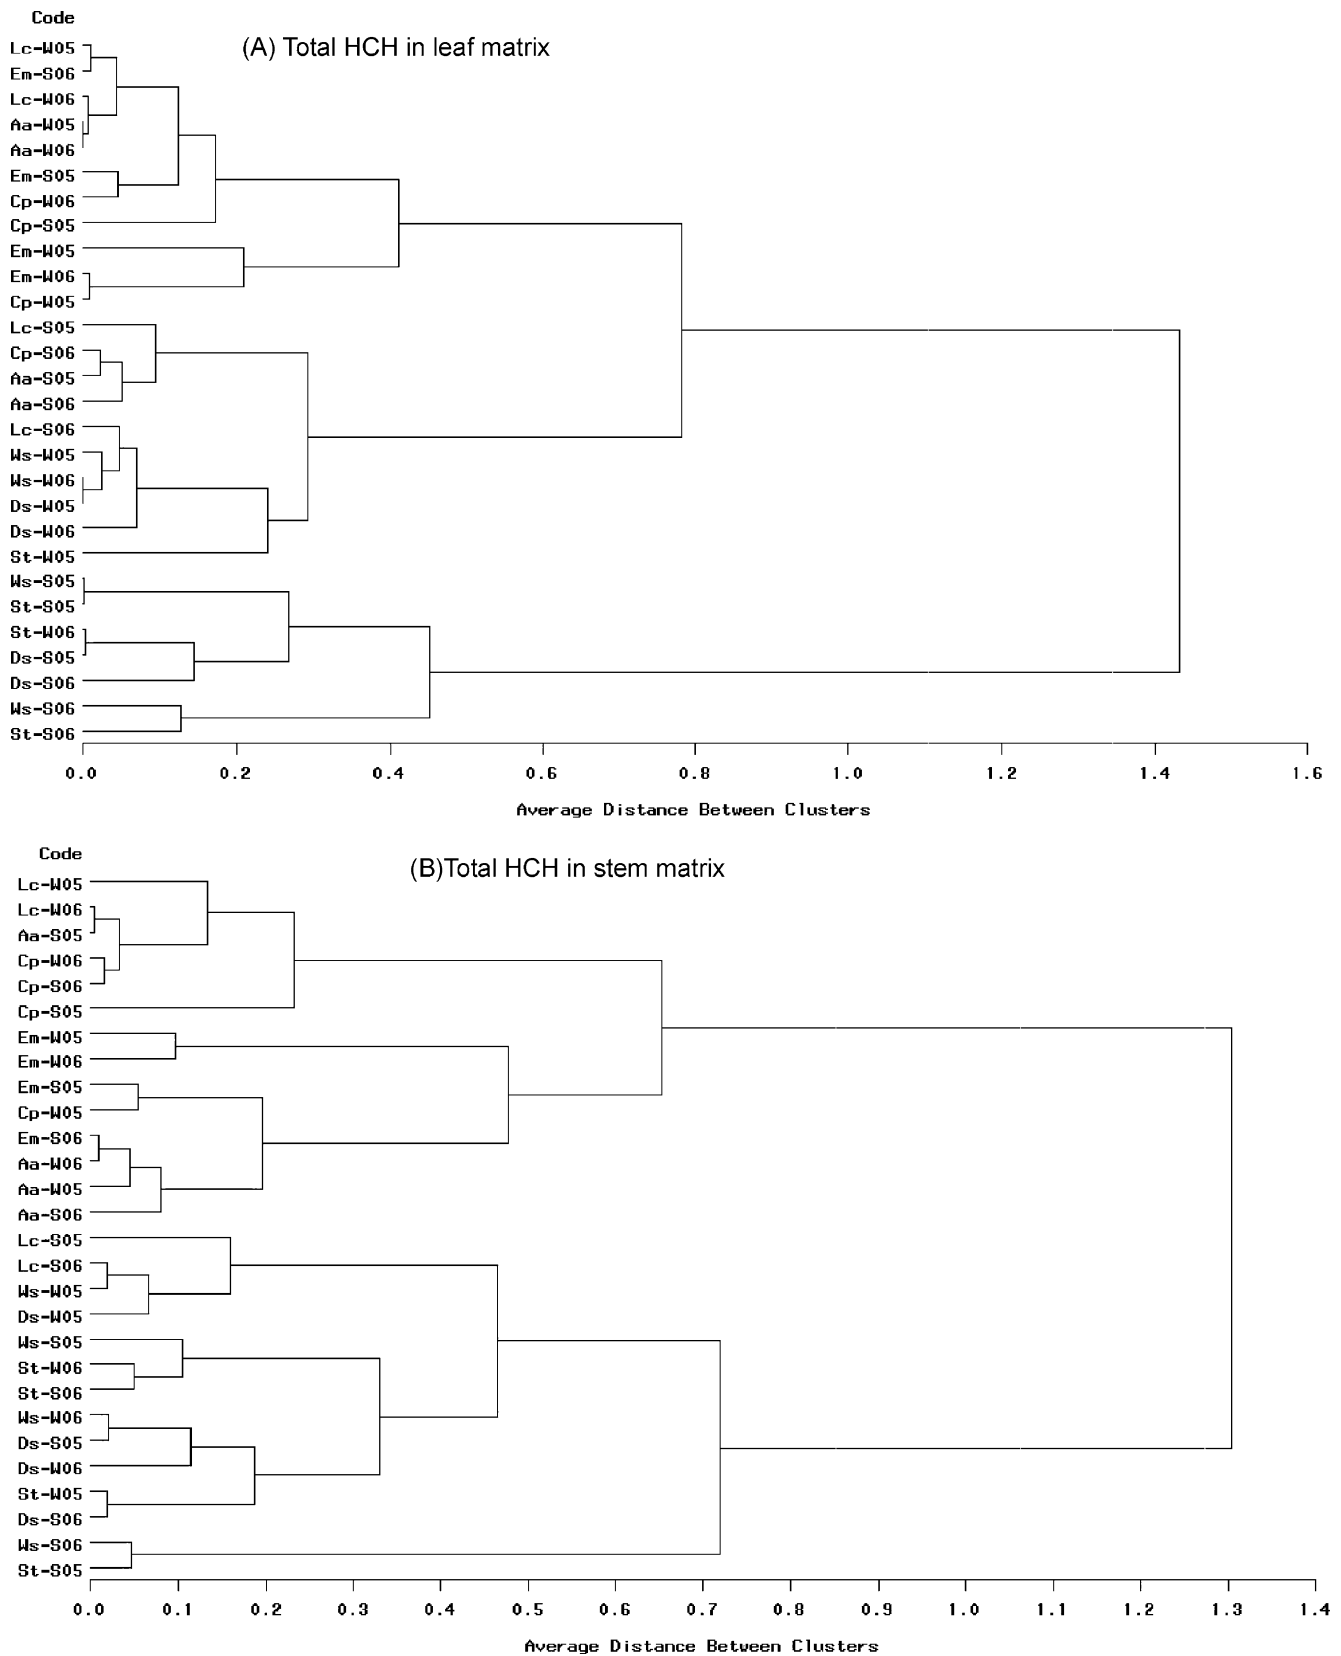 Code
(A) Total HCH in leaf matrix
Lc-W05
Em-S06
Lc-W06
Aa-W05
Aa-W06
Em-S05
Cp-W06
Cp-S05
Em-W05
Em-W06
Cp-W05
Lc-S05
Cp-S06
Aa-S05
Aa-S06
Lc-S06
Ws-W05
Ws-W06
Ds-W05
Ds-W06
St-W05
Ws-S05
St-S05
St-W06
Ds-S05
Ds-S06
Ws-S06
St-S06
0.0 0.2 0.4 0.6 0.8 1.0 1.2 1.4 1.6
Average Distance Between Clusters
Code
(B)Total HCH in stem matrix
Lc-W05
Lc-W06
Aa-S05
Cp-W06
Cp-S06
Cp-S05
Em-W05
Em-W06
Em-S05
Cp-W05
Em-S06
Aa-W06
Aa-W05
Aa-S06
Lc-S05
Lc-S06
Ws-W05
Ds-W05
Ws-S05
St-W06
St-S06
Ws-W06
Ds-S05
Ds-W06
St-W05
Ds-S06
Ws-S06
St-S05
0.0 0.1 0.2 0.3 0.4 0.5 0.6 0.7 0.8 0.9 1.0 1.1 1.2 1.3 1.4
Average Distance Between Clusters